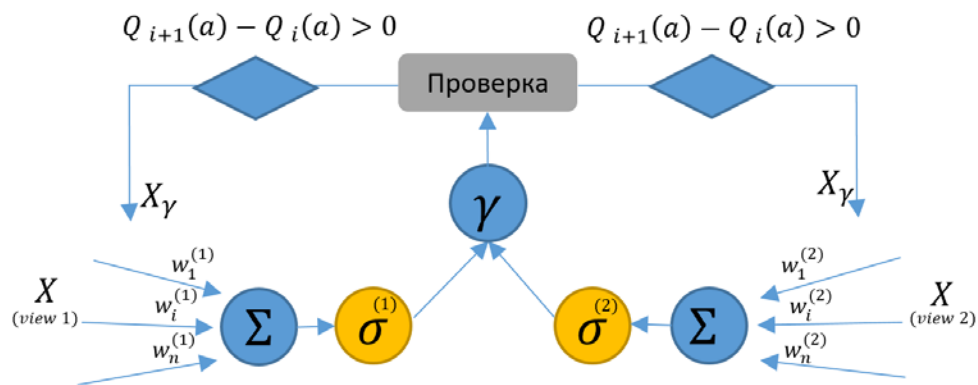 Q i+1(a) − Q i(a) > 0 Q i+1(a) − Q i(a) > 0
Проверка
Xγ Xγ
γ
w1(1) w1(2)
X wi(1) Σ σ(1) σ(2) Σ wi(2) X
(view 1) (view 2)
wn(1) wn(2)